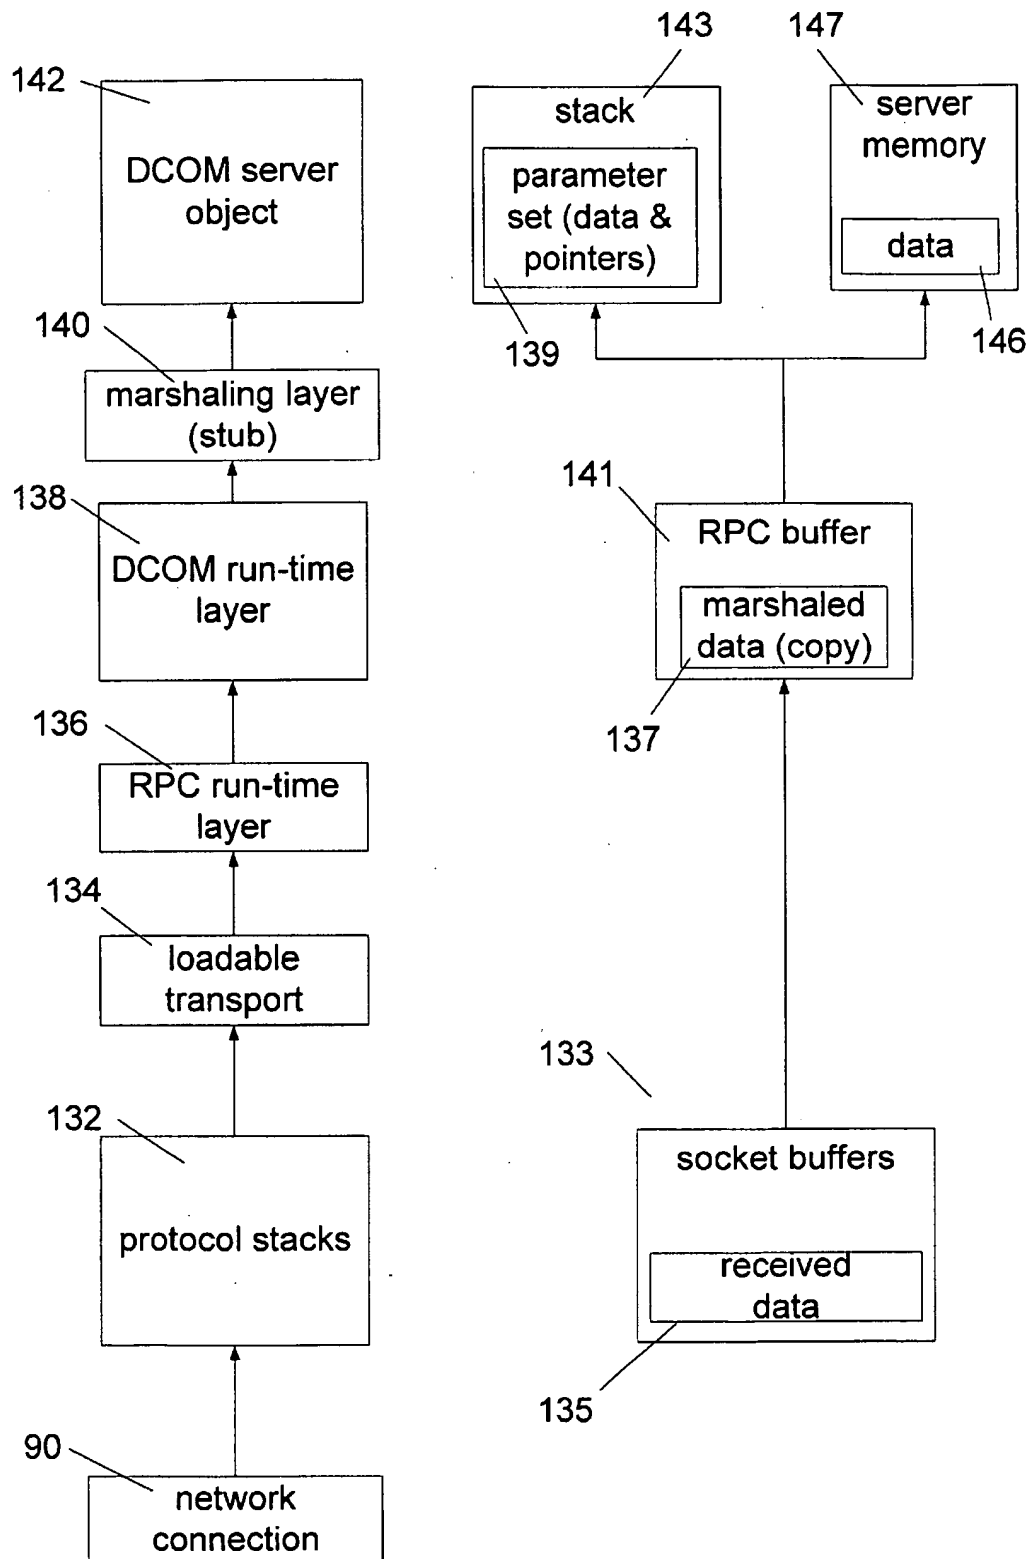 143
147
142
stack
server
memory
DCOM server
object
parameter
set (data &
pointers)
data
140
139
146
marshaling layer
(stub)
138
141
RPC buffer
DCOM run-time
layer
marshaled
data (copy)
136
137
RPC run-time
layer
134
loadable
transport
133
132
socket buffers
protocol stacks
received
data
135
90
network
connection